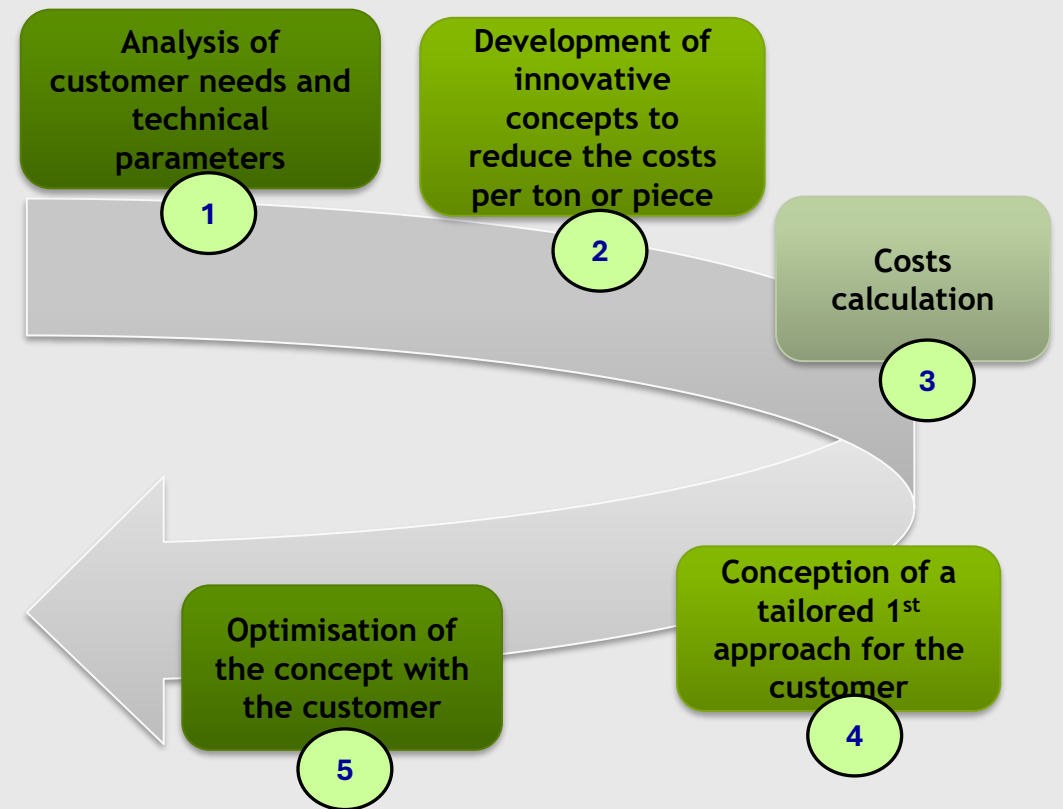 Analysis of
customer needs and
technical
parameters
1
Development of
innovative
concepts to
reduce the costs
per ton or piece
2
Costs
calculation
3
Conception of a
tailored 1st
approach for the
customer
4
Optimisation of
the concept with
the customer
5